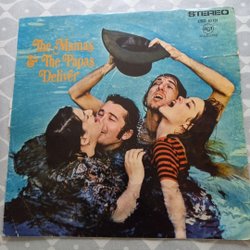 The Mamas
& The Papas
Deliver
STEREO
RCA